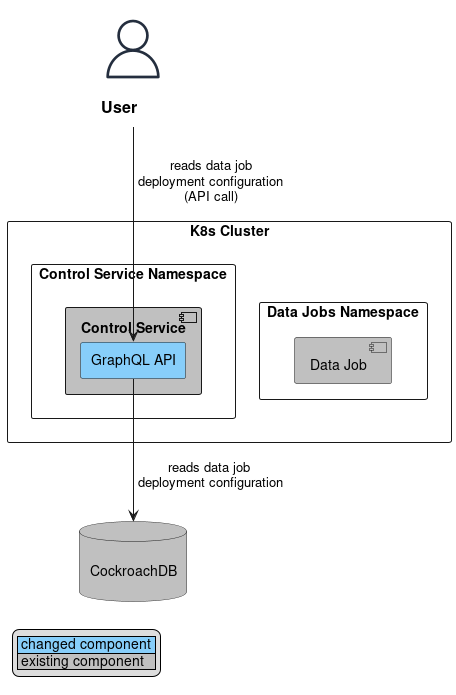 User
reads data job
deployment configuration
(API call)
K8s Cluster
Control Service Namespace
Data Jobs Namespace
Control Service
GraphQL API
Data Job
reads data job
deployment configuration
CockroachDB
changed component
existing component